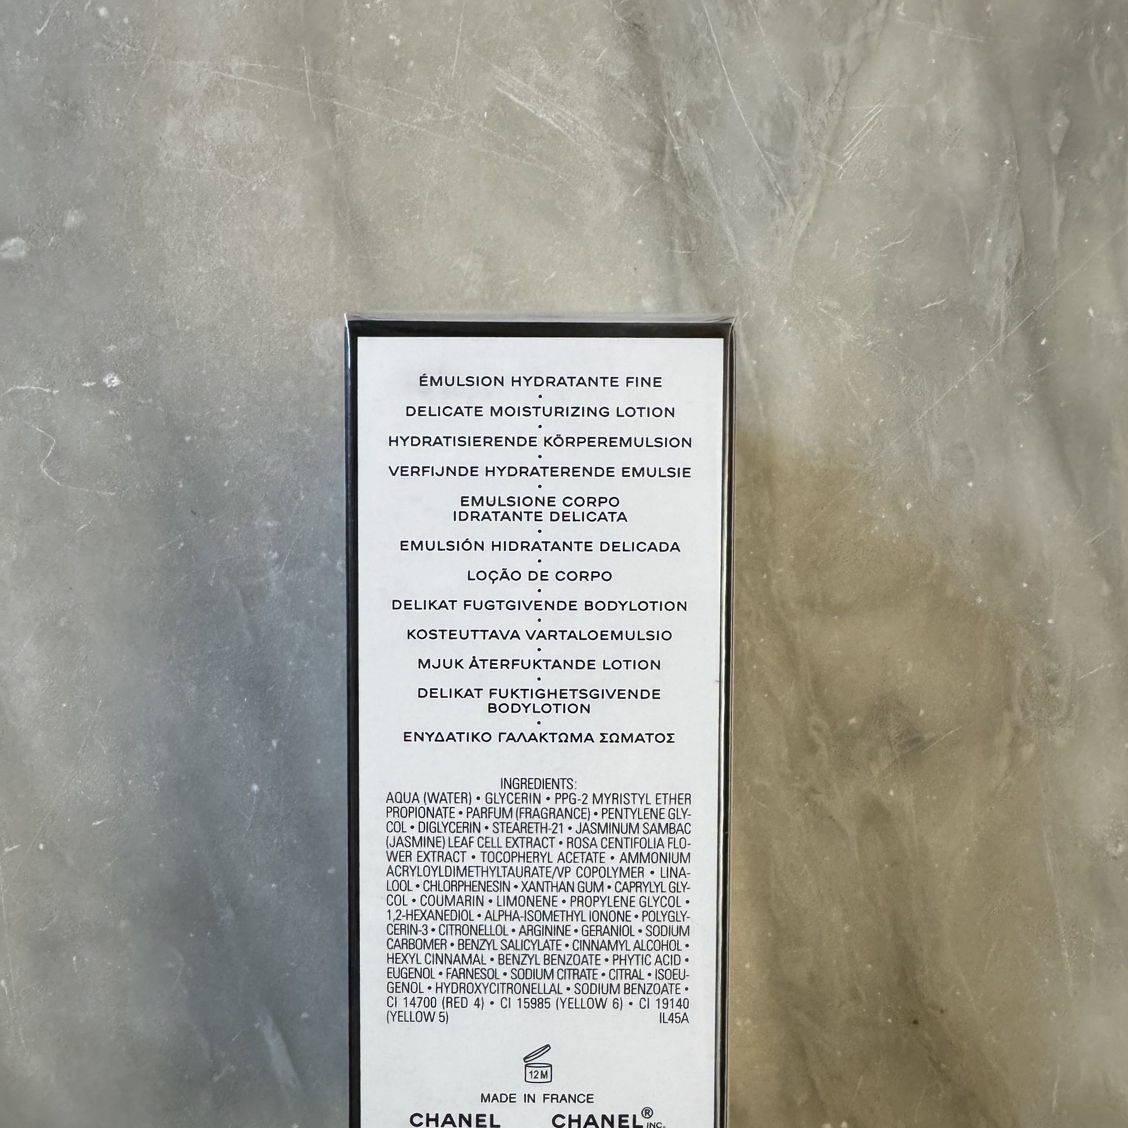 ÉMULSION HYDRATANTE FINE
•
DELICATE MOISTURIZING LOTION
•
HYDRATISIERENDE KÖRPEREMULSION
•
VERFIJNDE HYDRATERENDE EMULSIE
•
EMULSIONE CORPO
IDRATANTE DELICATA
•
EMULSIÓN HIDRATANTE DELICADA
•
LOÇÃO DE CORPO
•
DELIKAT FUGTGIVENDE BODYLOTION
•
KOSTEUTTAVA VARTALOEMULSIO
•
MJUK ÅTERFUKTANDE LOTION
•
DELIKAT FUKTIGHETSGIVENDE
BODYLOTION
•
ΕΝΥΔΑΤΙΚΟ ΓΑΛΑΚΤΩΜΑ ΣΩΜΑΤΟΣ
INGREDIENTS:
AQUA (WATER) • GLYCERIN • PPG-2 MYRISTYL ETHER
PROPIONATE • PARFUM (FRAGRANCE) • PENTYLENE GLY-
COL • DIGLYCERIN • STEARETH-21 • JASMINUM SAMBAC
(JASMINE) LEAF CELL EXTRACT • ROSA CENTIFOLIA FLO-
WER EXTRACT • TOCOPHERYL ACETATE • AMMONIUM
ACRYLOYLDIMETHYLTAURATE/VP COPOLYMER • LINA-
LOOL • CHLORPHENESIN • XANTHAN GUM • CAPRYLYL GLY-
COL • COUMARIN • LIMONENE • PROPYLENE GLYCOL •
1,2-HEXANEDIOL • ALPHA-ISOMETHYL IONONE • POLYGLY-
CERIN-3 • CITRONELLOL • ARGININE • GERANIOL • SODIUM
CARBOMER • BENZYL SALICYLATE • CINNAMYL ALCOHOL •
HEXYL CINNAMAL • BENZYL BENZOATE • PHYTIC ACID •
EUGENOL • FARNESOL • SODIUM CITRATE • CITRAL • ISOEU-
GENOL • HYDROXYCITRONELLAL • SODIUM BENZOATE •
CI 14700 (RED 4) • CI 15985 (YELLOW 6) • CI 19140
(YELLOW 5) IL45A
12M
MADE IN FRANCE
CHANEL CHANEL® INC.